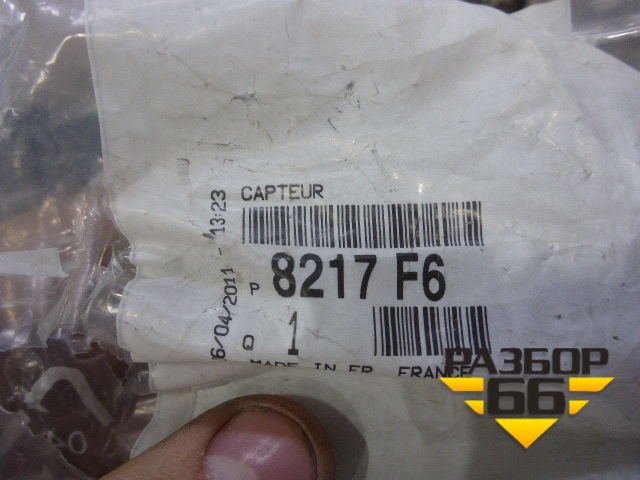 CAPTEUR
P 8217 F6
Q 1
MADE IN FR. FRANCE
6/04/2011 - 13:23
РАЗБОР
66